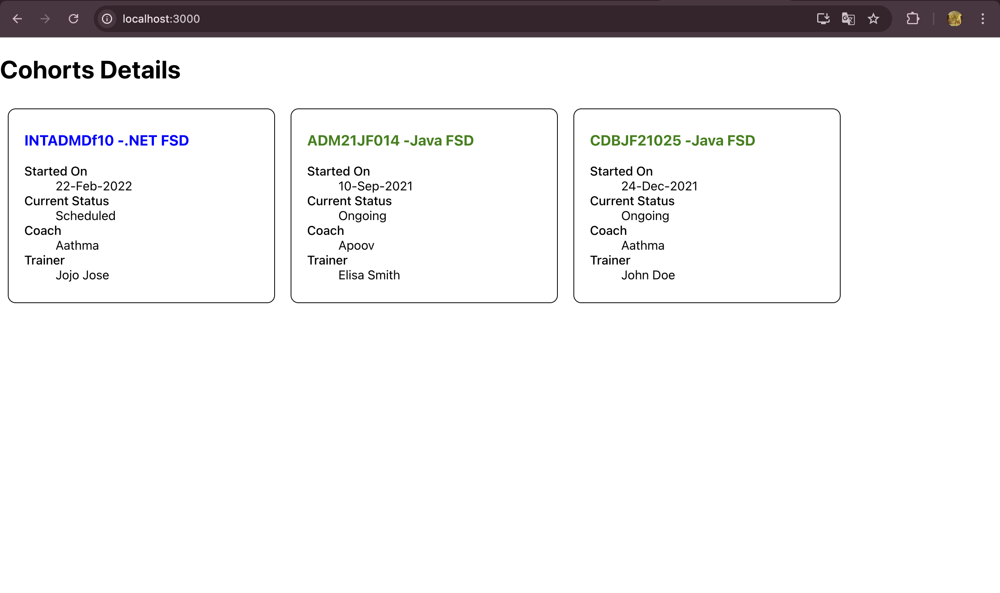 localhost:3000
Cohorts Details
INTADMDf10 -.NET FSD
Started On
22-Feb-2022
Current Status
Scheduled
Coach
Aathma
Trainer
Jojo Jose
ADM21JF014 -Java FSD
Started On
10-Sep-2021
Current Status
Ongoing
Coach
Apoov
Trainer
Elisa Smith
CDBJF21025 -Java FSD
Started On
24-Dec-2021
Current Status
Ongoing
Coach
Aathma
Trainer
John Doe